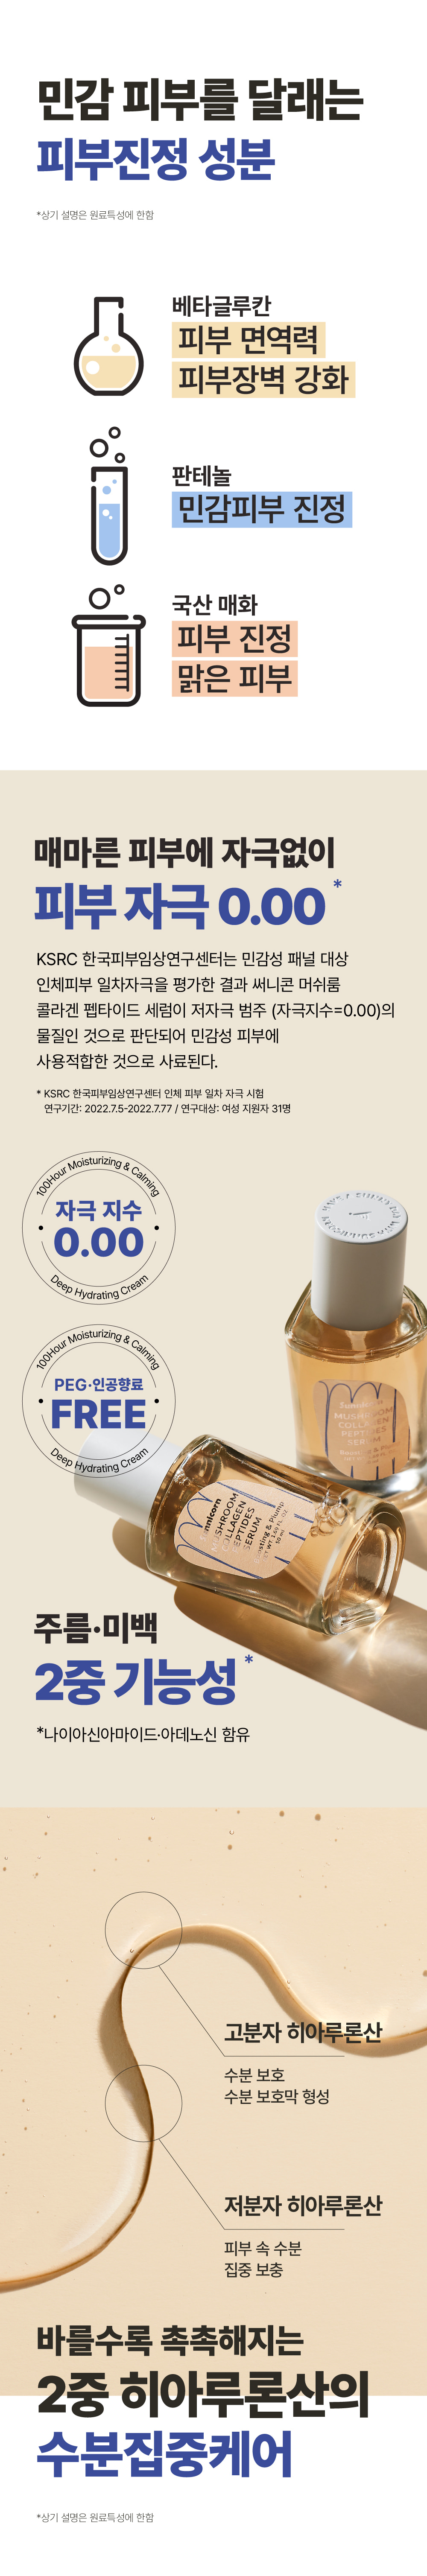 민감 피부를 달래는
피부진정 성분
*상기 설명은 원료특성에 한함
베타글루칸
피부 면역력
피부장벽 강화
판테놀
민감피부 진정
국산 매화
피부 진정
맑은 피부
매마른 피부에 자극없이
피부 자극 0.00*
KSRC 한국피부임상연구센터는 민감성 패널 대상
인체피부 일차자극을 평가한 결과 써니콘 머쉬룸
콜라겐 펩타이드 세럼이 저자극 범주 (자극지수=0.00)의
물질인 것으로 판단되어 민감성 피부에
사용적합한 것으로 사료된다.
* KSRC 한국피부임상연구센터 인체 피부 일차 자극 시험
연구기간: 2022.7.5-2022.7.77 / 연구대상: 여성 지원자 31명
100Hour Moisturizing & Calming
자극 지수
0.00
Deep Hydrating Cream
100Hour Moisturizing & Calming
PEG·인공향료
FREE
Deep Hydrating Cream
Sunnicorn
MUSHROOM
COLLAGEN
PEPTIDES
SERUM
Sunnicorn
MUSHROOM
COLLAGEN
PEPTIDES
SERUM
Boosting & Plump
NET WT. 1.69 FL. OZ
50 ml
주름·미백
2중 기능성*
*나이아신아마이드·아데노신 함유
고분자 히아루론산
수분 보호
수분 보호막 형성
저분자 히아루론산
피부 속 수분
집중 보충
바를수록 촉촉해지는
2중 히아루론산의
수분집중케어
*상기 설명은 원료특성에 한함